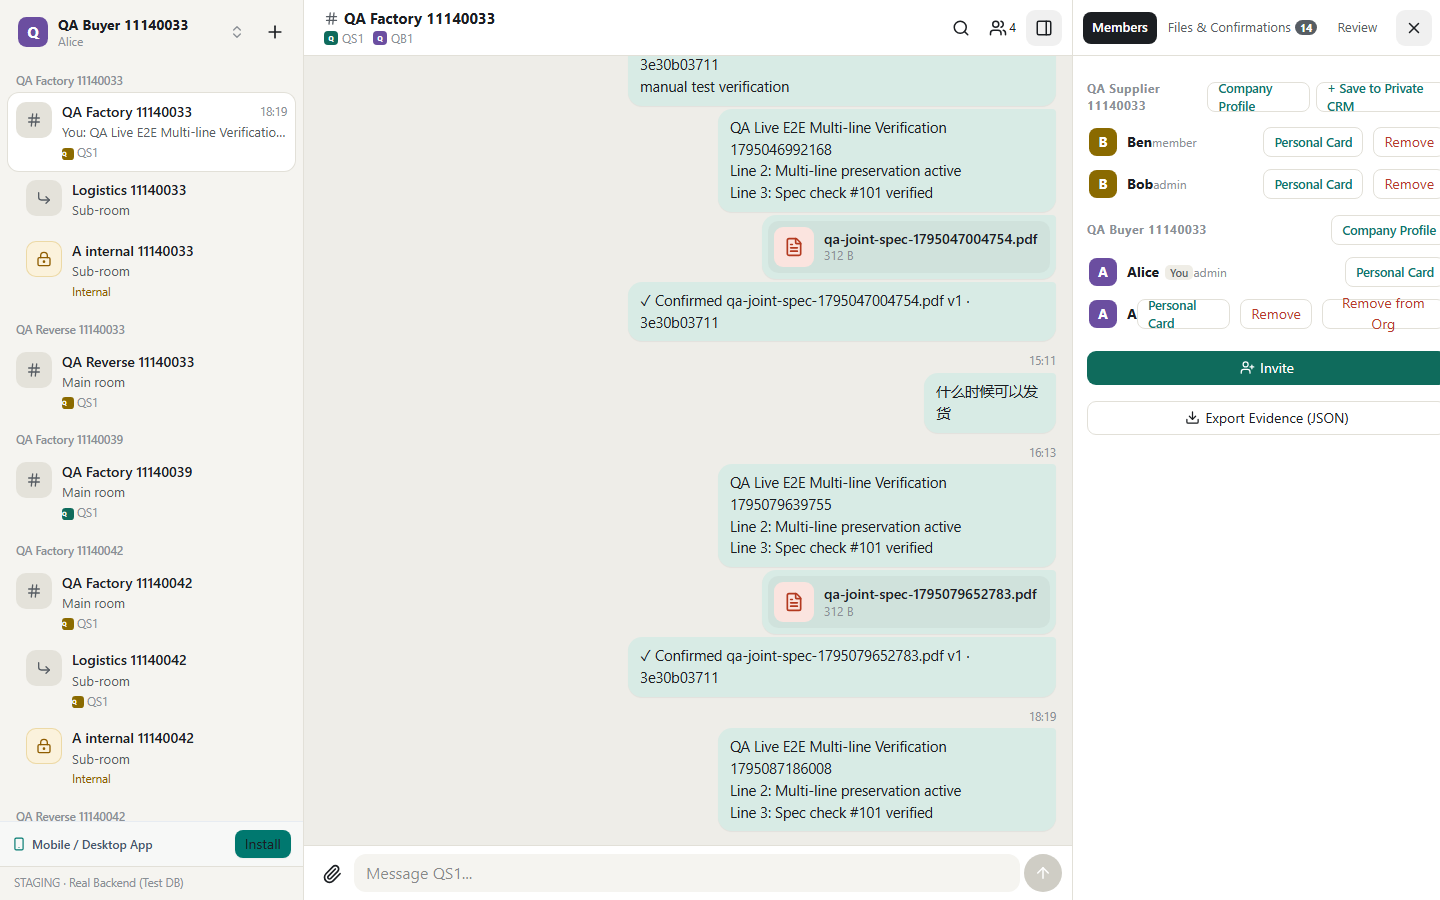 Q
QA Buyer 11140033
Alice
QA Factory 11140033
QA Factory 11140033
18:19
You: QA Live E2E Multi-line Verificatio...
QS1
Logistics 11140033
Sub-room
A internal 11140033
Sub-room
Internal
QA Reverse 11140033
QA Reverse 11140033
Main room
QS1
QA Factory 11140039
QA Factory 11140039
Main room
QS1
QA Factory 11140042
QA Factory 11140042
Main room
QS1
Logistics 11140042
Sub-room
QS1
A internal 11140042
Sub-room
Internal
QA Reverse 11140042
Mobile / Desktop App
Install
STAGING · Real Backend (Test DB)
# QA Factory 11140033
Q QS1 Q QB1
4
3e30b03711
manual test verification
QA Live E2E Multi-line Verification
1795046992168
Line 2: Multi-line preservation active
Line 3: Spec check #101 verified
qa-joint-spec-1795047004754.pdf
312 B
✓ Confirmed qa-joint-spec-1795047004754.pdf v1 ·
3e30b03711
15:11
什么时候可以发
货
16:13
QA Live E2E Multi-line Verification
1795079639755
Line 2: Multi-line preservation active
Line 3: Spec check #101 verified
qa-joint-spec-1795079652783.pdf
312 B
✓ Confirmed qa-joint-spec-1795079652783.pdf v1 ·
3e30b03711
18:19
QA Live E2E Multi-line Verification
1795087186008
Line 2: Multi-line preservation active
Line 3: Spec check #101 verified
Message QS1...
Members
Files & Confirmations 14
Review
QA Supplier
11140033
Company
Profile
+ Save to Private
CRM
B
Ben member
Personal Card
Remove
B
Bob admin
Personal Card
Remove
QA Buyer 11140033
Company Profile
A
Alice You admin
Personal Card
A
A
Personal
Card
Remove
Remove from
Org
Invite
Export Evidence (JSON)